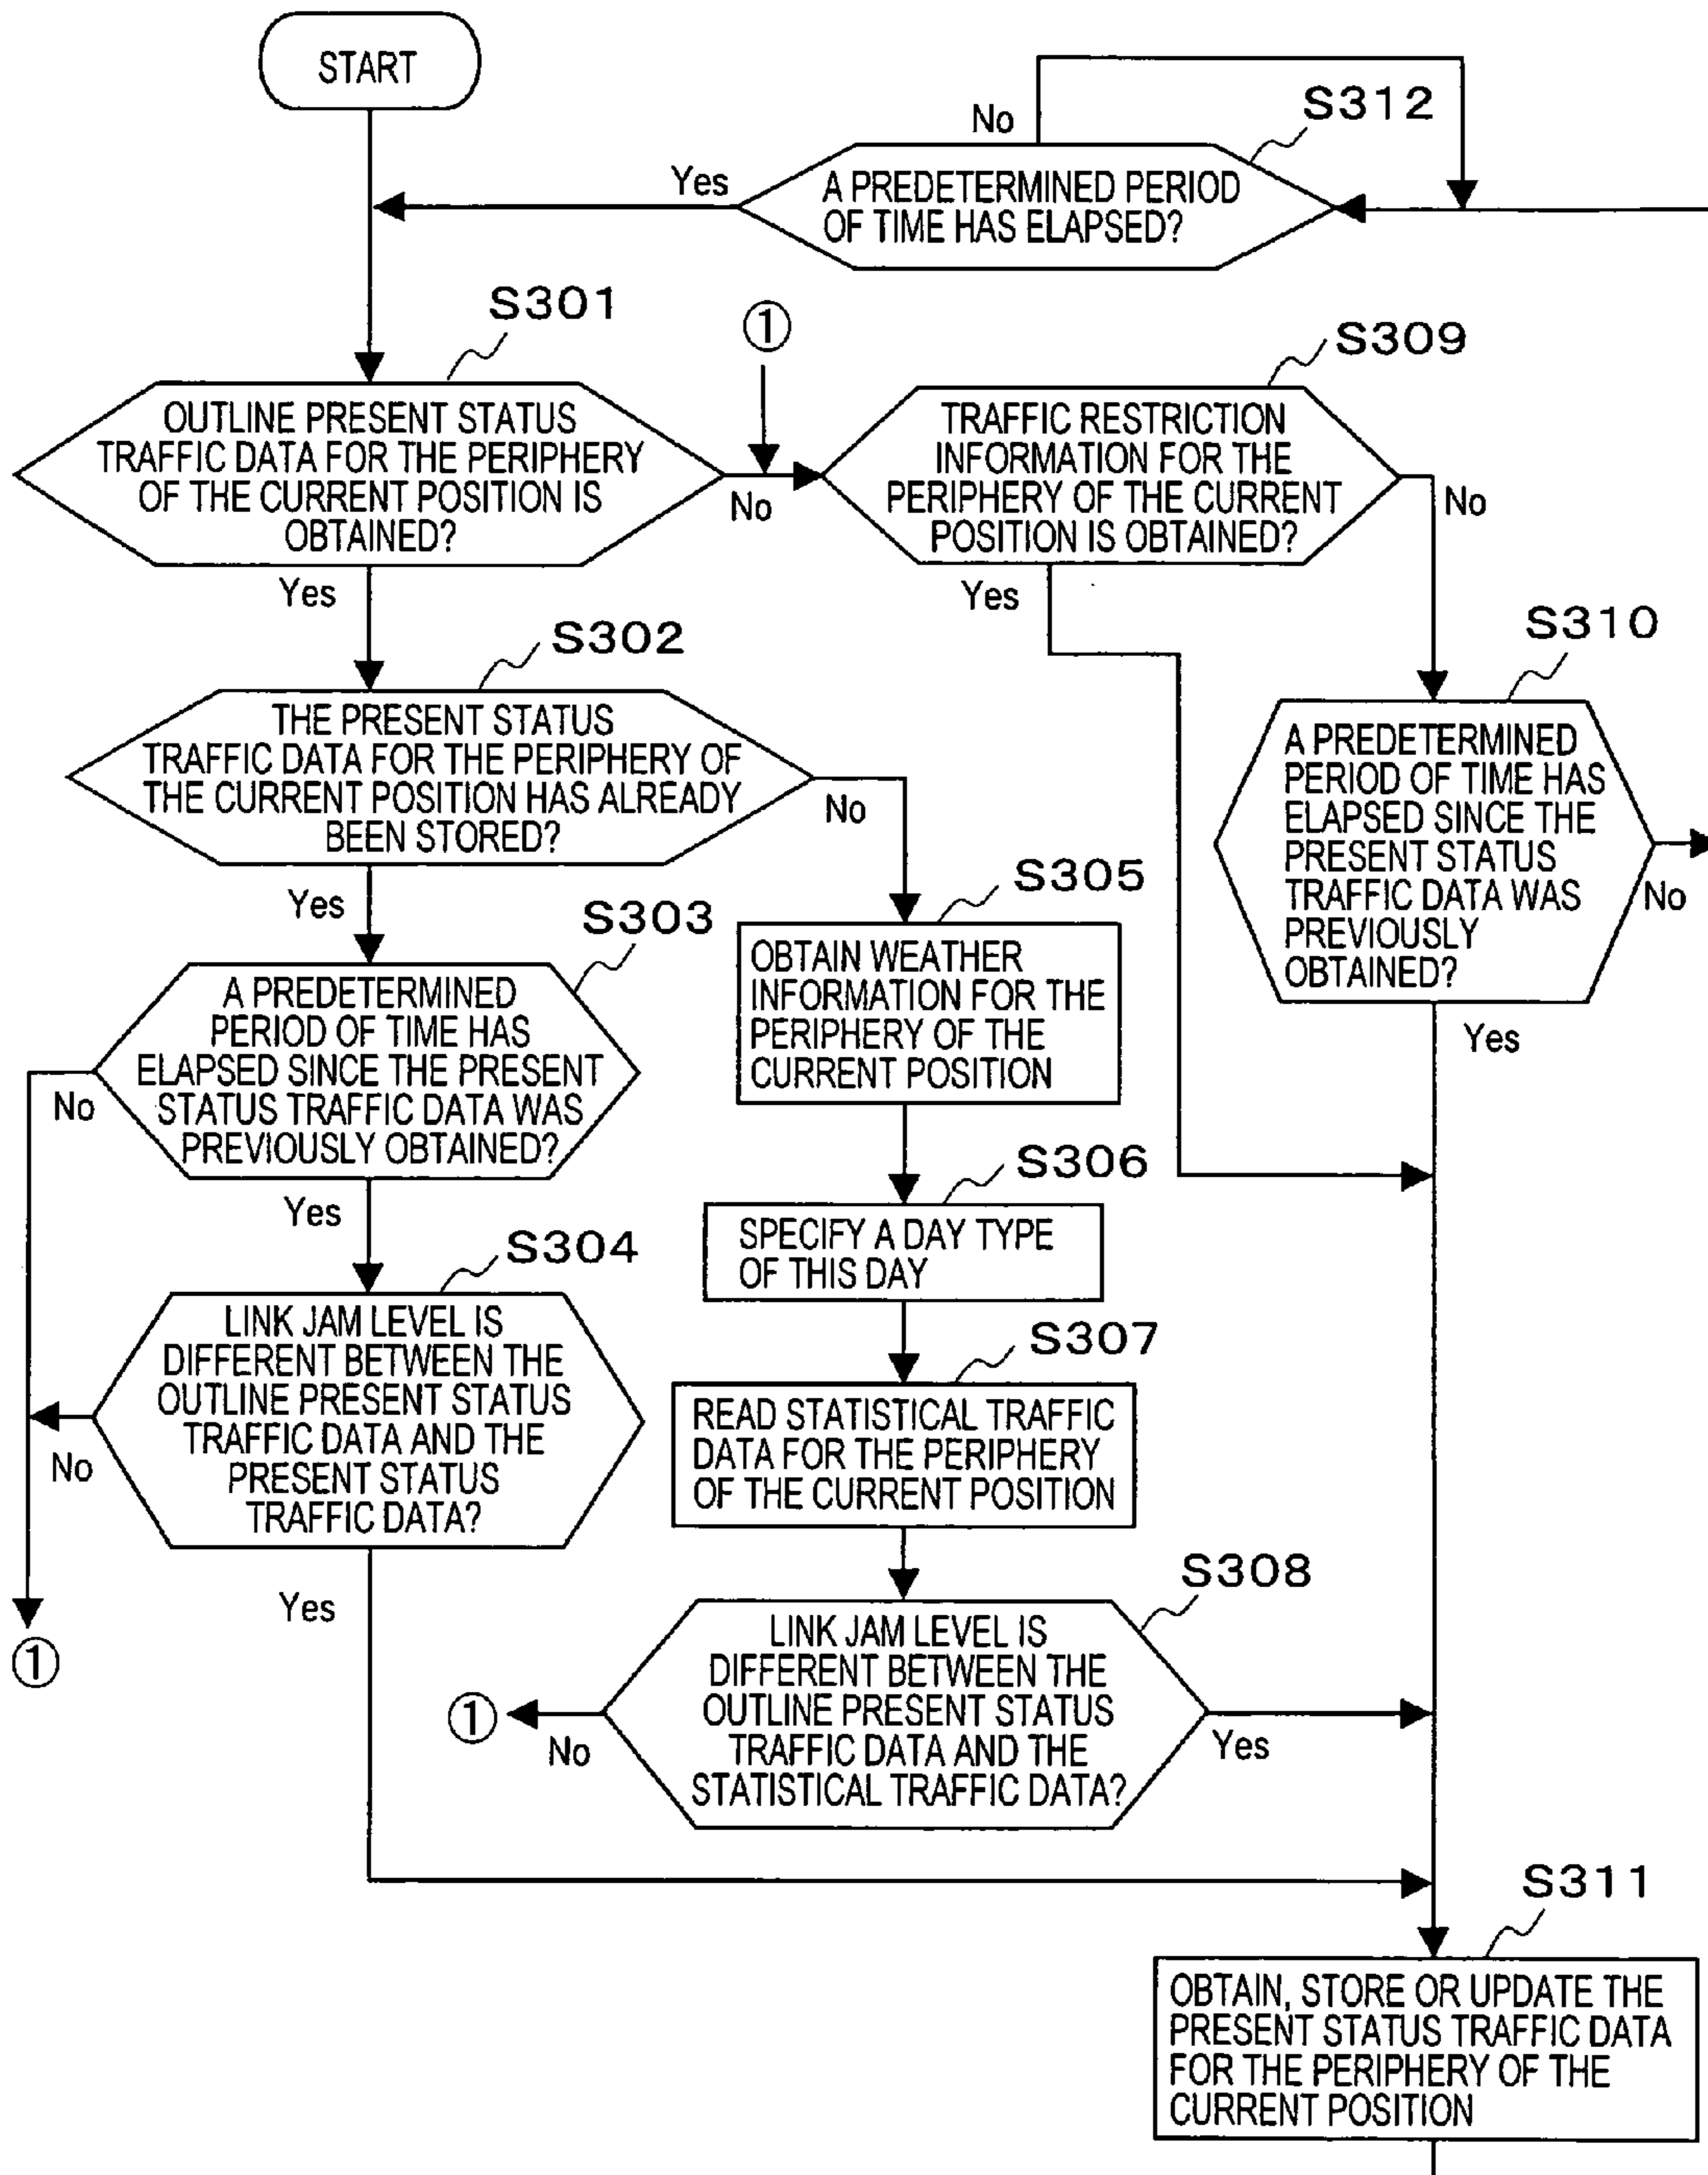 START
No
S312
Yes
A PREDETERMINED PERIOD
OF TIME HAS ELAPSED?
S301
①
S309
OUTLINE PRESENT STATUS
TRAFFIC DATA FOR THE PERIPHERY
OF THE CURRENT POSITION IS
OBTAINED?
No
Yes
TRAFFIC RESTRICTION
INFORMATION FOR THE
PERIPHERY OF THE CURRENT
POSITION IS OBTAINED?
No
Yes
S302
THE PRESENT STATUS
TRAFFIC DATA FOR THE PERIPHERY OF
THE CURRENT POSITION HAS ALREADY
BEEN STORED?
No
Yes
S310
A PREDETERMINED
PERIOD OF TIME HAS
ELAPSED SINCE THE
PRESENT STATUS
TRAFFIC DATA WAS
PREVIOUSLY
OBTAINED?
No
Yes
S303
A PREDETERMINED
PERIOD OF TIME HAS
ELAPSED SINCE THE PRESENT
STATUS TRAFFIC DATA WAS
PREVIOUSLY OBTAINED?
No
Yes
S305
OBTAIN WEATHER
INFORMATION FOR THE
PERIPHERY OF THE
CURRENT POSITION
S306
SPECIFY A DAY TYPE
OF THIS DAY
S304
LINK JAM LEVEL IS
DIFFERENT BETWEEN THE
OUTLINE PRESENT STATUS
TRAFFIC DATA AND THE
PRESENT STATUS
TRAFFIC DATA?
No
Yes
①
S307
READ STATISTICAL TRAFFIC
DATA FOR THE PERIPHERY
OF THE CURRENT POSITION
S308
LINK JAM LEVEL IS
DIFFERENT BETWEEN THE
OUTLINE PRESENT STATUS
TRAFFIC DATA AND THE
STATISTICAL TRAFFIC DATA?
①
No
Yes
S311
OBTAIN, STORE OR UPDATE THE
PRESENT STATUS TRAFFIC DATA
FOR THE PERIPHERY OF THE
CURRENT POSITION